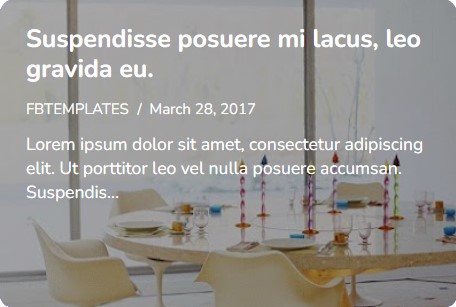 Suspendisse posuere mi lacus, leo
gravida eu.
FBTEMPLATES / March 28, 2017
Lorem ipsum dolor sit amet, consectetur adipiscing
elit. Ut porttitor leo vel nulla posuere accumsan.
Suspendis...